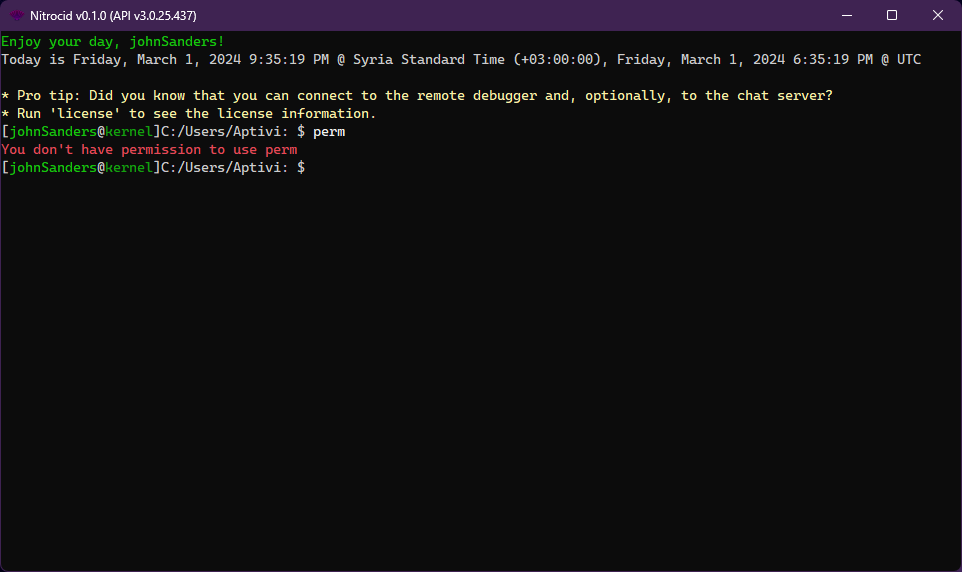 Nitrocid v0.1.0 (API v3.0.25.437)
Enjoy your day, johnSanders!
Today is Friday, March 1, 2024 9:35:19 PM @ Syria Standard Time (+03:00:00), Friday, March 1, 2024 6:35:19 PM @ UTC
* Pro tip: Did you know that you can connect to the remote debugger and, optionally, to the chat server?
* Run 'license' to see the license information.
[johnSanders@kernel]C:/Users/Aptivi: $ perm
You don't have permission to use perm
[johnSanders@kernel]C:/Users/Aptivi: $